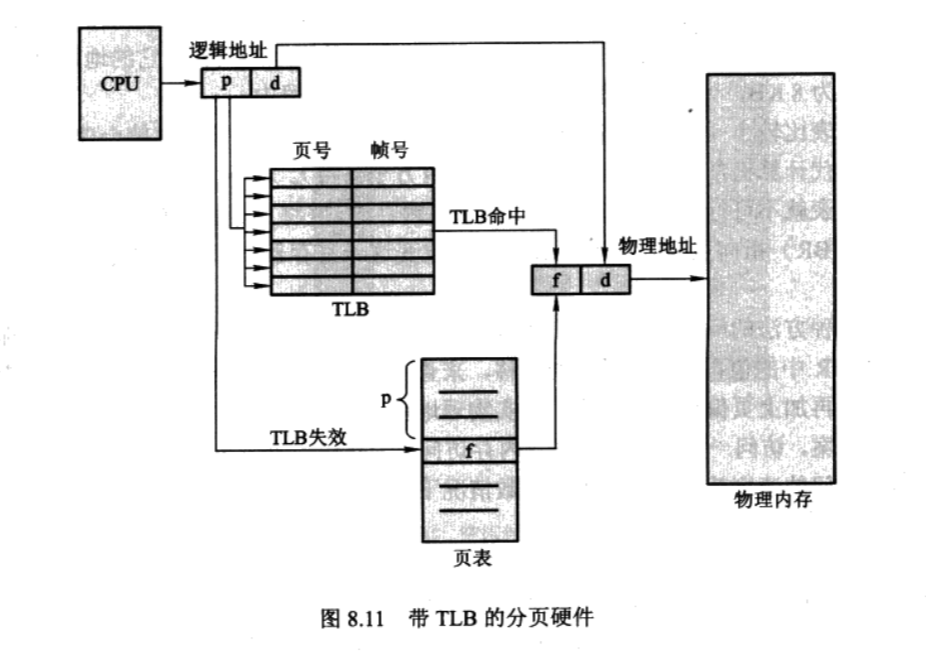 逻辑地址
CPU
p
d
页号
帧号
TLB命中
物理地址
f
d
TLB
p
TLB失效
f
物理内存
页表
图 8.11 带 TLB 的分页硬件